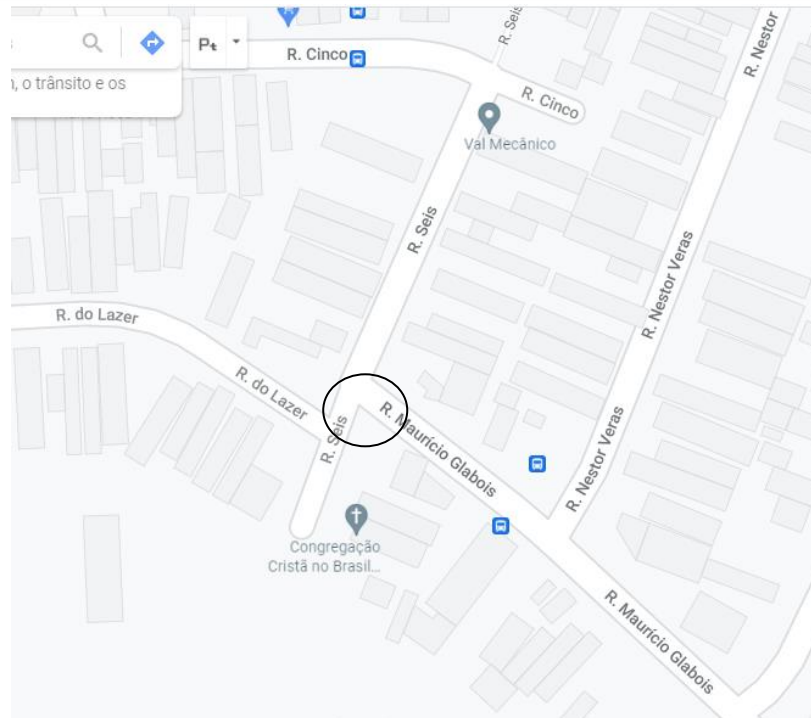 R. Seis
R. Nestor
R. Cinco
Pt
, o trânsito e os
R. Cinco
Val Mecânico
R. Seis
R. Nestor Veras
R. do Lazer
R. do Lazer
R. Maurício Glabois
R. Seis
R. Nestor Veras
Congregação
Cristã no Brasil...
R. Maurício Glabois